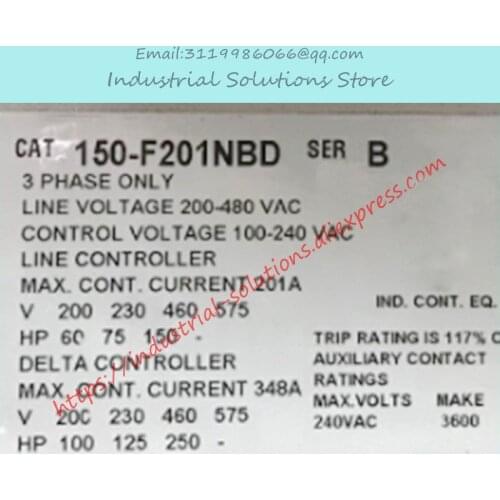 Email:3119986066@qq.com
Industrial Solutions Store
CAT 150-F201NBD SER B
3 PHASE ONLY
LINE VOLTAGE 200-480 VAC
CONTROL VOLTAGE 100-240 VAC
LINE CONTROLLER
MAX. CONT. CURRENT 201A
IND. CONT. EQ.
V 200 230 460 575
HP 60 75 150 -
TRIP RATING IS 117% O
DELTA CONTROLLER
AUXILIARY CONTACT
RATINGS
MAX. CONT. CURRENT 348A
MAX.VOLTS MAKE
V 200 230 460 575
240VAC 3600
HP 100 125 250 -
https://industrial-solutions.aliexpress.com/